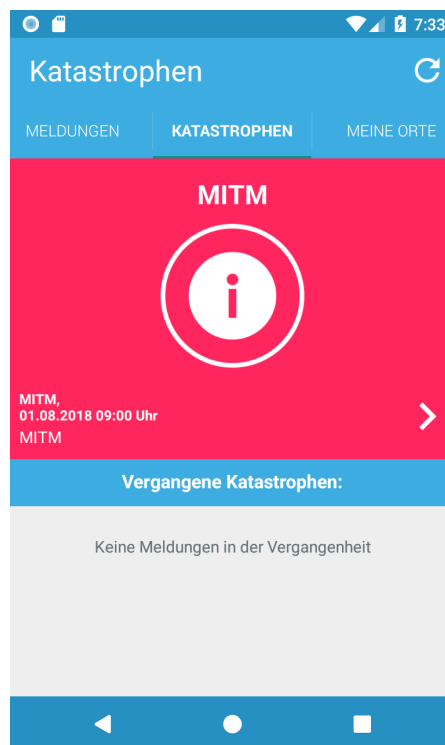 7:33
Katastrophen
MELDUNGEN KATASTROPHEN MEINE ORTE
MITM
i
MITM,
01.08.2018 09:00 Uhr
MITM
Vergangene Katastrophen:
Keine Meldungen in der Vergangenheit